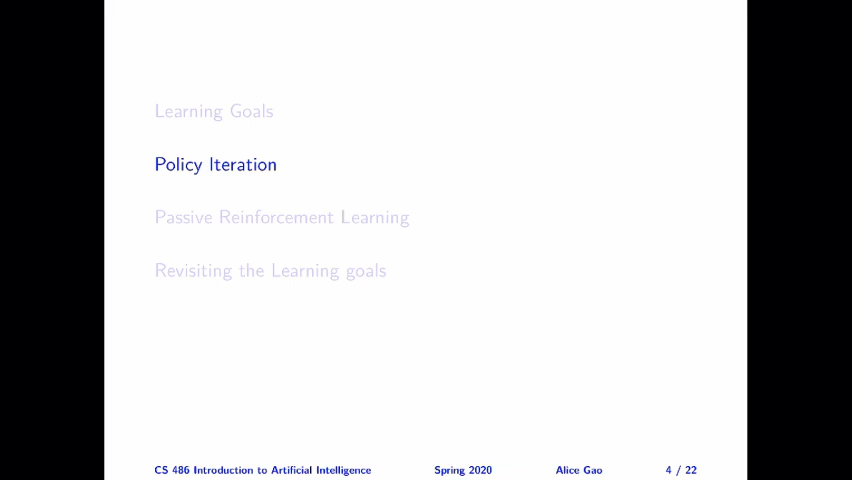 Learning Goals
Policy Iteration
Passive Reinforcement Learning
Revisiting the Learning goals
CS 486 Introduction to Artificial Intelligence Spring 2020 Alice Gao 4 / 22